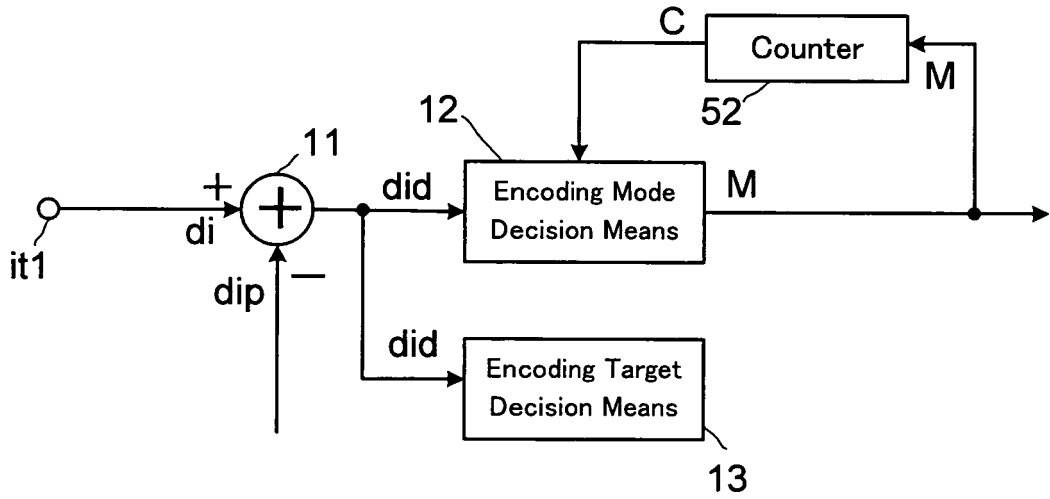 C
Counter
M
52
12
11
+
did
Encoding Mode
Decision Means
M
+
di
it1
dip
−
did
Encoding Target
Decision Means
13